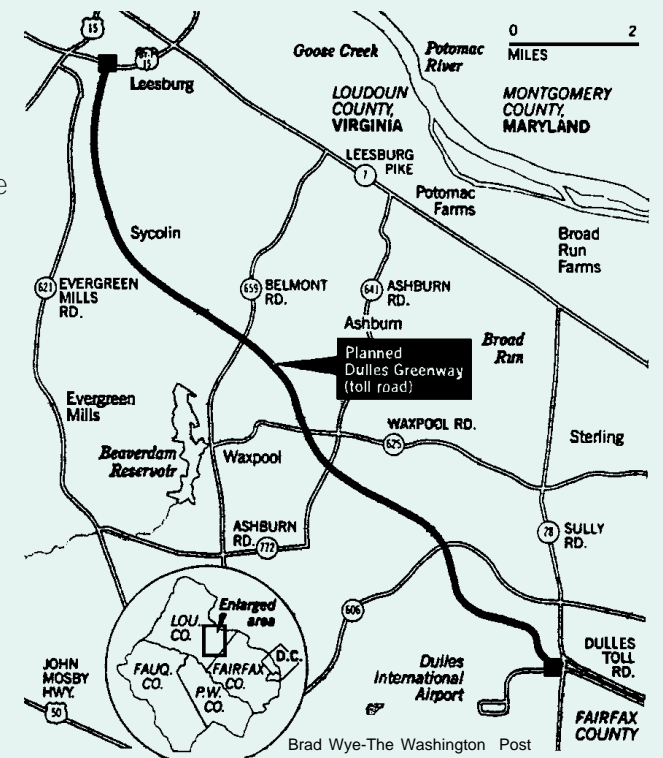 15
U.S.
15
Leesburg
Goose Creek
Potomac
River
0 2
MILES
LOUDOUN
COUNTY,
VIRGINIA
MONTGOMERY
COUNTY,
MARYLAND
LEESBURG
PIKE
7
Potomac
Farms
Broad
Run
Farms
e
Sycolin
621
EVERGREEN
MILLS
RD.
659
BELMONT
RD.
641
ASHBURN
RD.
Ashburn
Broad
Run
Planned
Dulles Greenway
(toll road)
Evergreen
Mills
Beaverdam
Reservoir
Waxpool
WAXPOOL RD.
625
Sterling
ASHBURN
RD.
772
28
SULLY
RD.
606
Enlarged
area
LOU.
CO.
D.C.
FAUQ.
CO.
FAIRFAX
CO.
P.W.
CO.
JOHN
MOSBY
HWY.
50
Dulles
International
Airport
DULLES
TOLL
RD.
FAIRFAX
COUNTY
Brad Wye-The Washington Post